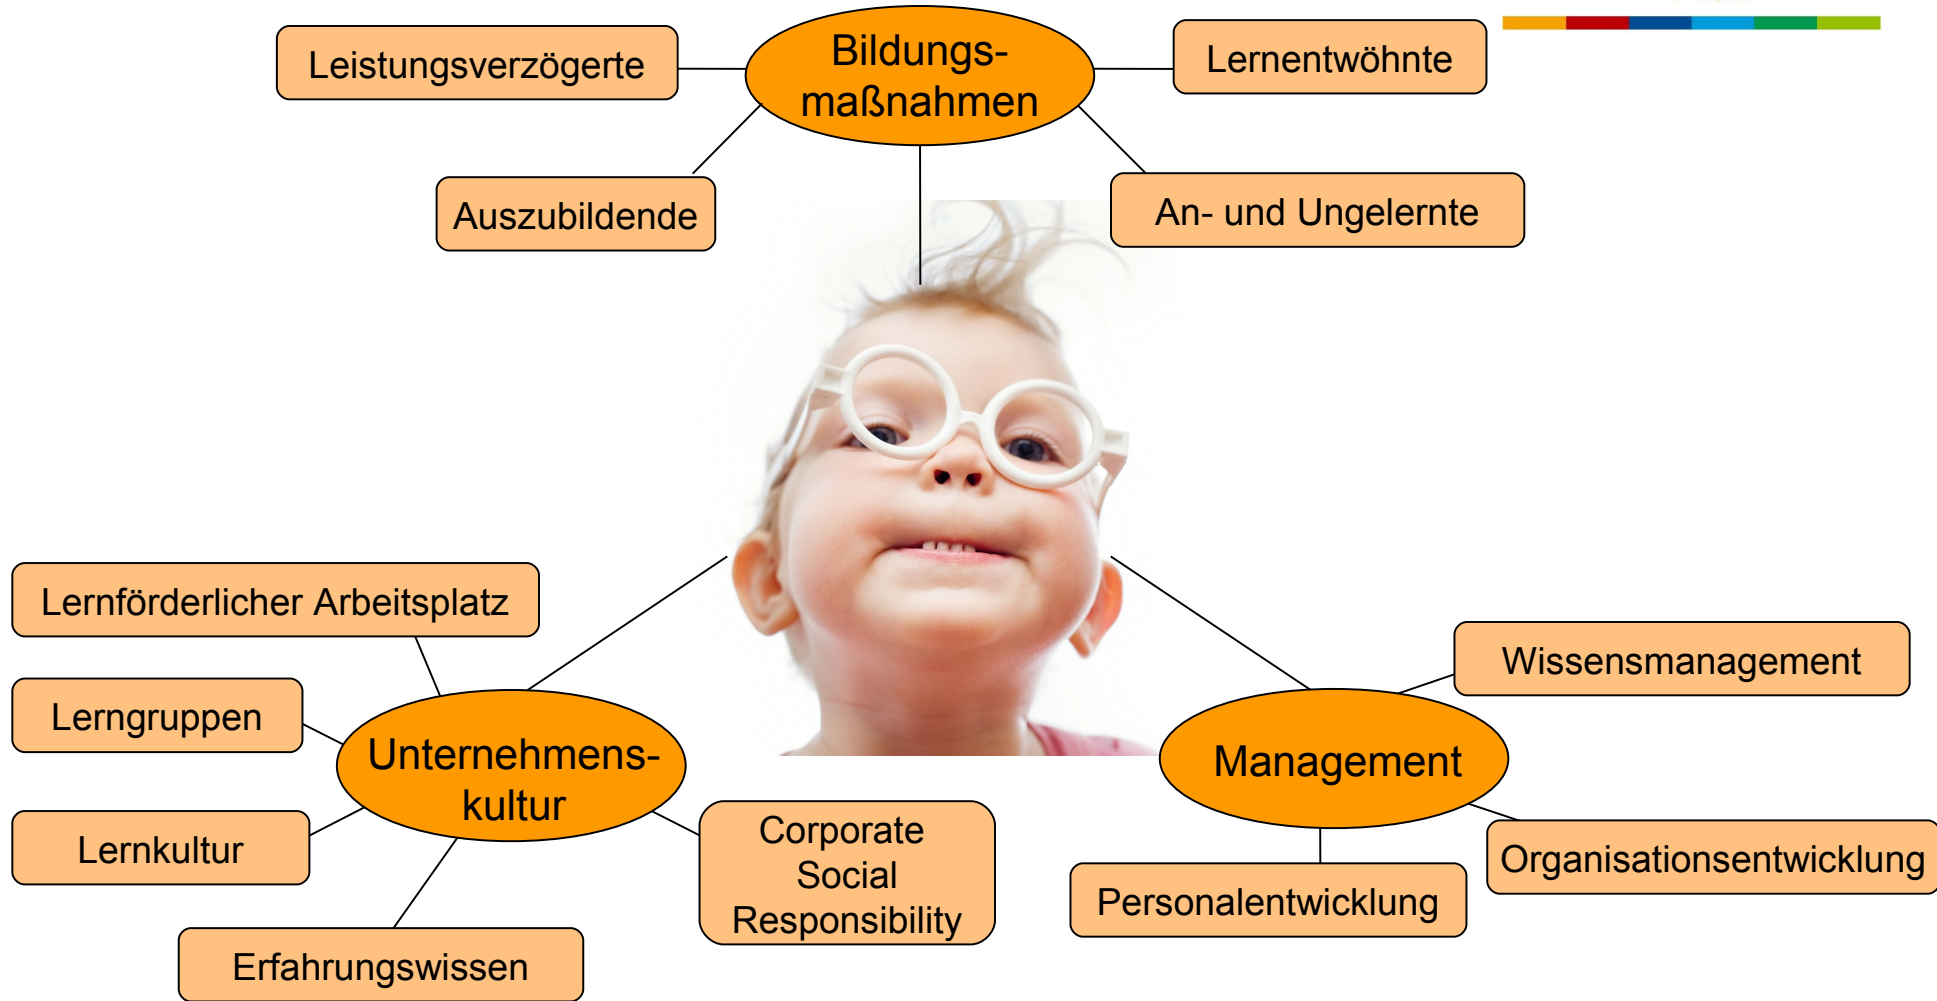 Leistungsverzögerte
Bildungs-
maßnahmen
Lernentwöhnte
Auszubildende
An- und Ungelernte
Lernförderlicher Arbeitsplatz
Lerngruppen
Unternehmens-
kultur
Lernkultur
Erfahrungswissen
Corporate
Social
Responsibility
Wissensmanagement
Management
Organisationsentwicklung
Personalentwicklung